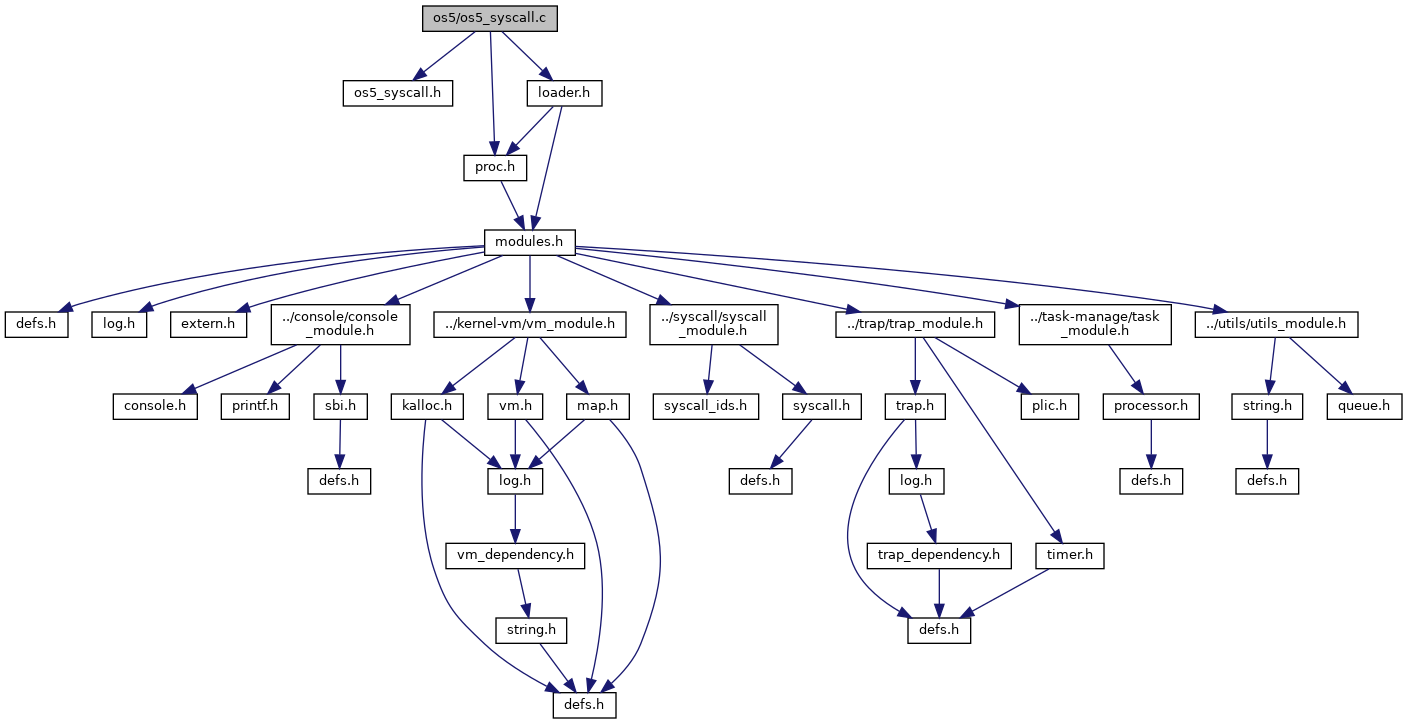 os5/os5_syscall.c
os5_syscall.h
loader.h
proc.h
modules.h
defs.h
log.h
extern.h
../console/console
_module.h
../kernel-vm/vm_module.h
../syscall/syscall
_module.h
../trap/trap_module.h
../task-manage/task
_module.h
../utils/utils_module.h
console.h
printf.h
sbi.h
kalloc.h
vm.h
map.h
syscall_ids.h
syscall.h
trap.h
plic.h
processor.h
string.h
queue.h
defs.h
log.h
defs.h
log.h
defs.h
defs.h
vm_dependency.h
trap_dependency.h
timer.h
string.h
defs.h
defs.h